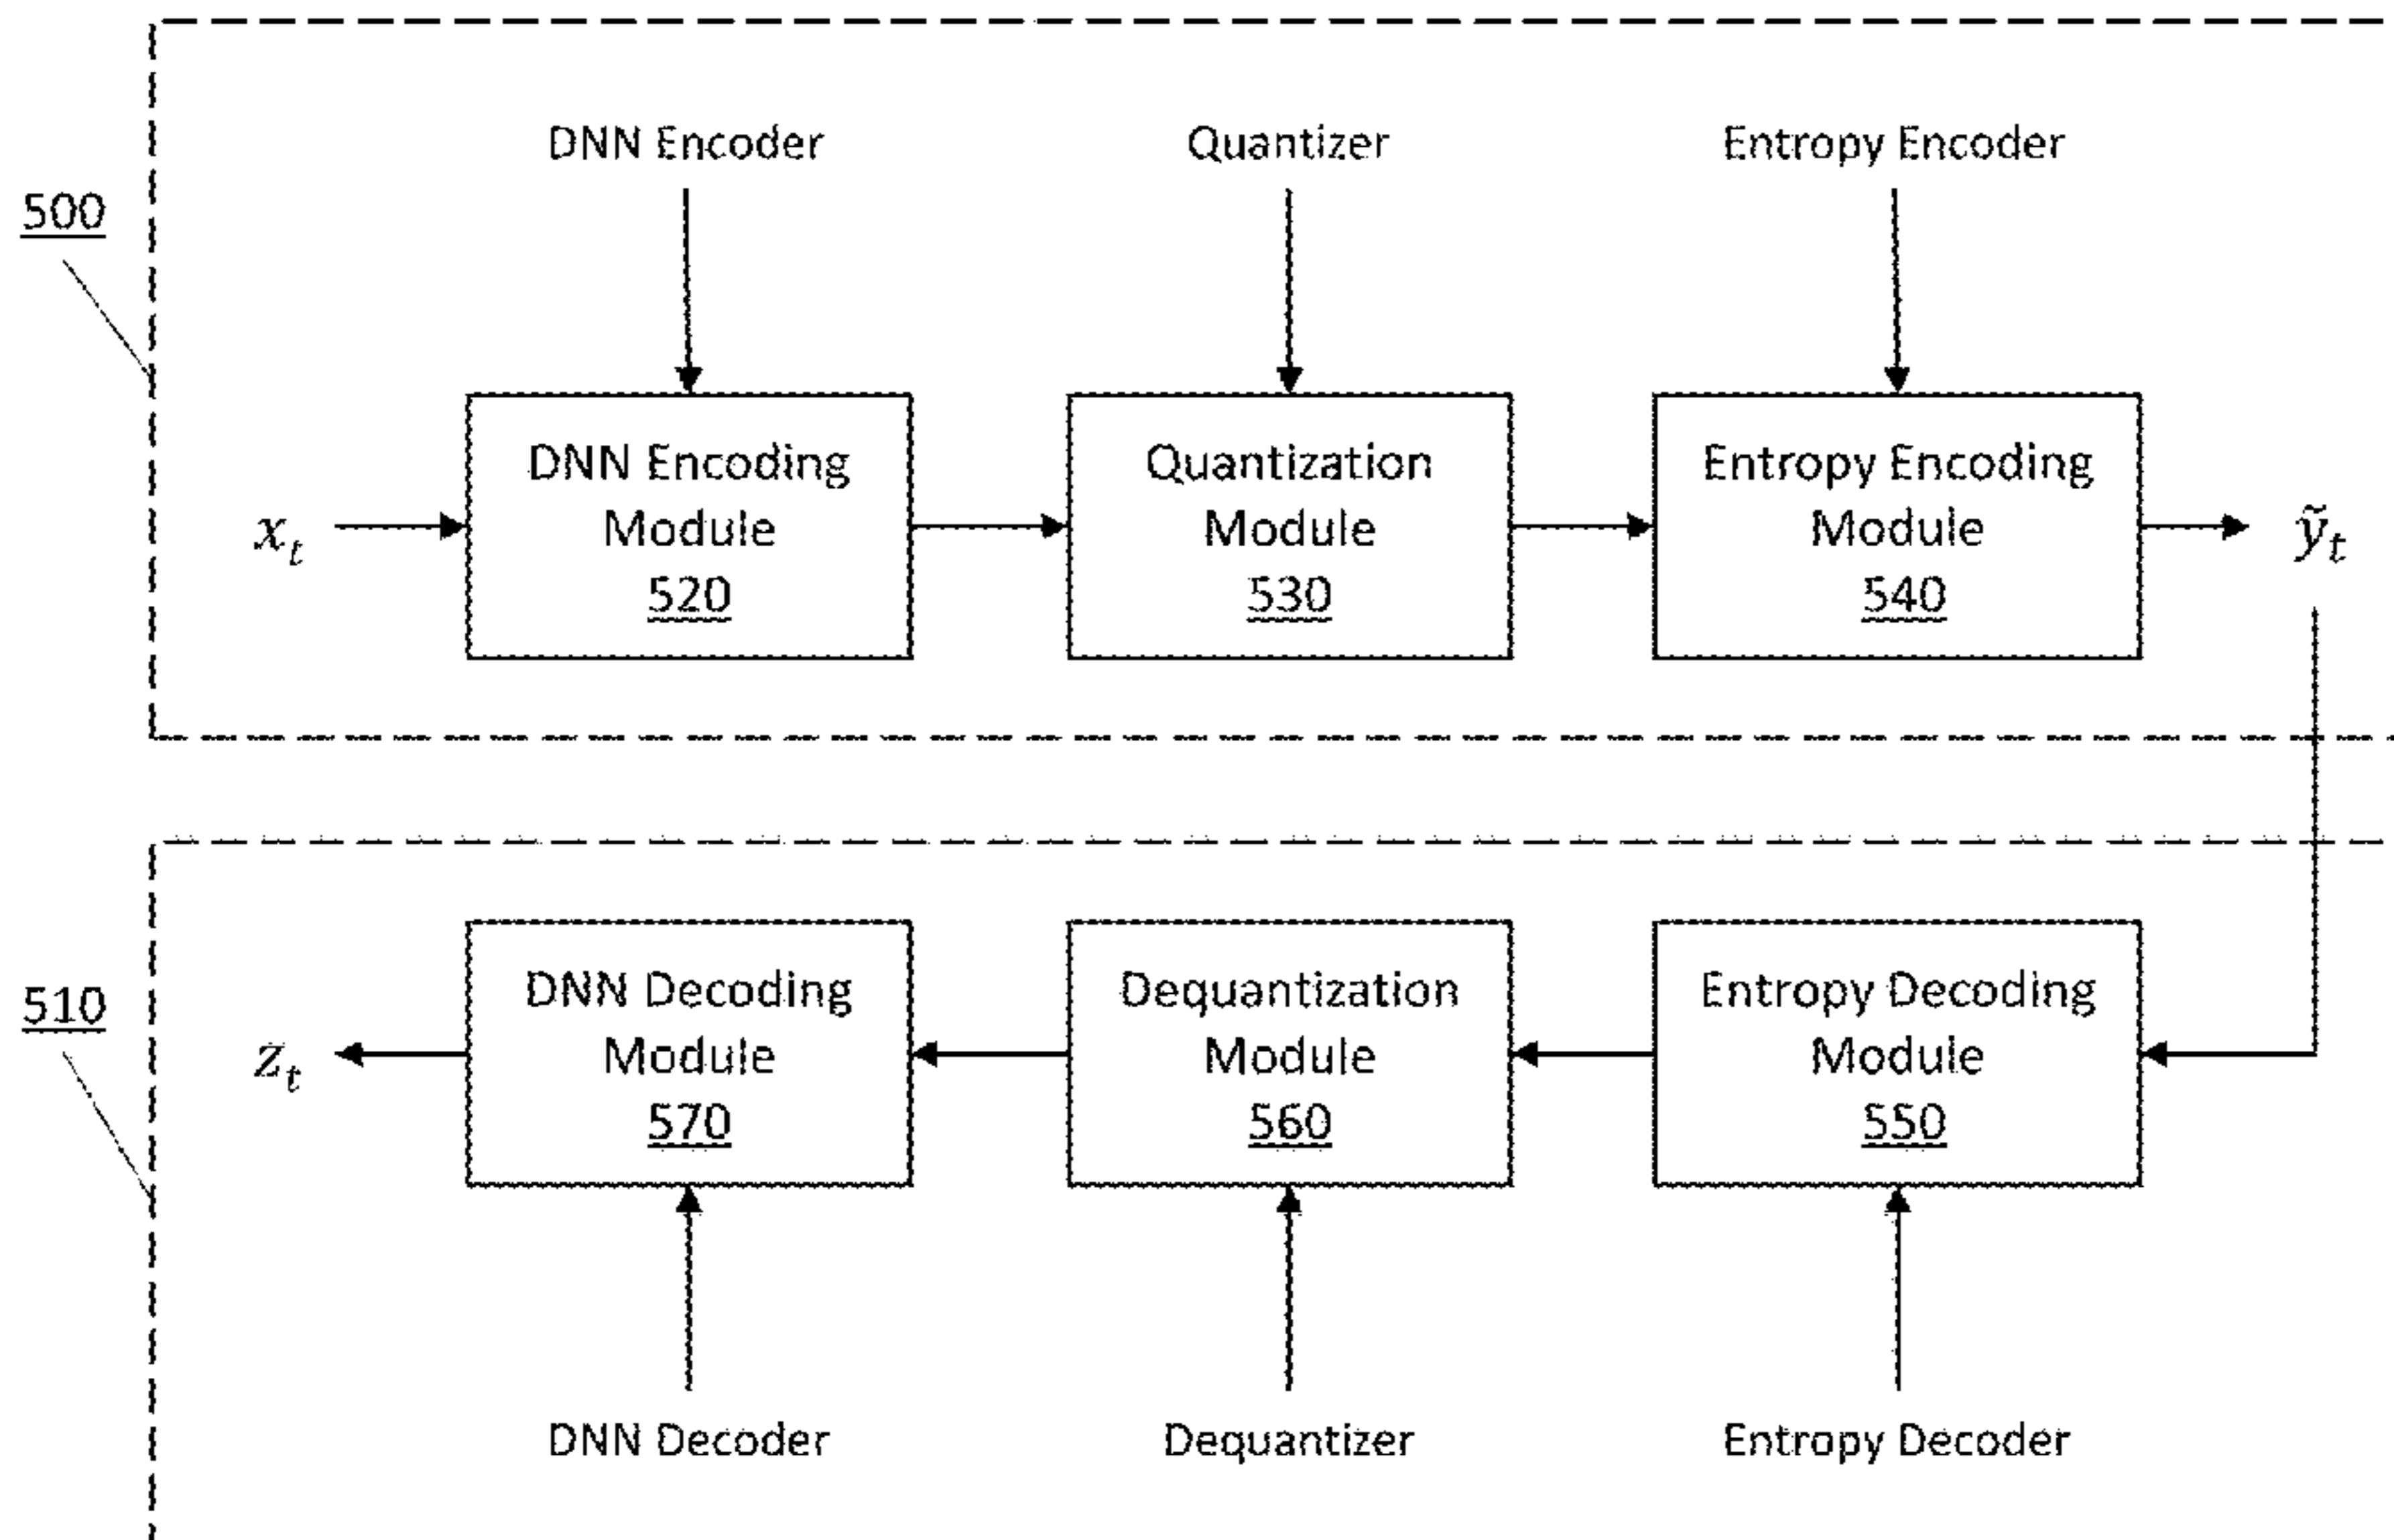 DNN Encoder
Quantizer
Entropy Encoder
500
DNN Encoding
Module
520
Quantization
Module
530
Entropy Encoding
Module
540
x_t
ỹ_t
510
DNN Decoding
Module
570
Dequantization
Module
560
Entropy Decoding
Module
550
z_t
DNN Decoder
Dequantizer
Entropy Decoder